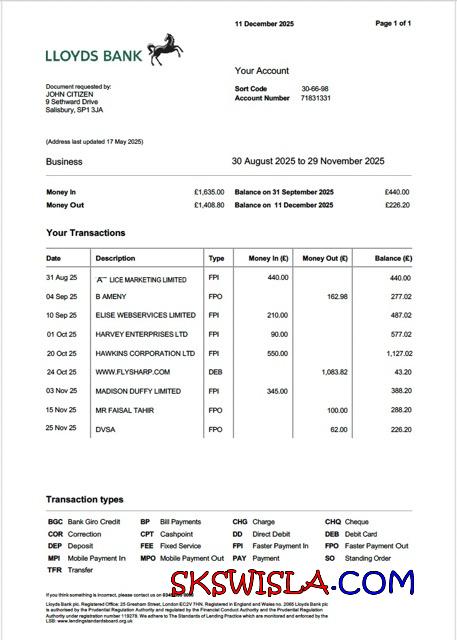 11 December 2025 Page 1 of 1
LLOYDS BANK
Your Account
Document requested by:
JOHN CITIZEN
9 Sethward Drive
Salisbury, SP1 3JA
Sort Code 30-66-98
Account Number 71831331
(Address last updated 17 May 2025)
Business 30 August 2025 to 29 November 2025
Money In £1,635.00 Balance on 31 September 2025 £440.00
Money Out £1,408.80 Balance on 11 December 2025 £226.20
Your Transactions
Date Description Type Money In (£) Money Out (£) Balance (£)
31 Aug 25 A LICE MARKETING LIMITED FPI 440.00 440.00
04 Sep 25 B AMENY FPO 162.98 277.02
10 Sep 25 ELISE WEBSERVICES LIMITED FPI 210.00 487.02
01 Oct 25 HARVEY ENTERPRISES LTD FPI 90.00 577.02
20 Oct 25 HAWKINS CORPORATION LTD FPI 550.00 1,127.02
24 Oct 25 WWW.FLYSHARP.COM DEB 1,083.82 43.20
03 Nov 25 MADISON DUFFY LIMITED FPI 345.00 388.20
15 Nov 25 MR FAISAL TAHIR FPO 100.00 288.20
25 Nov 25 DVSA FPO 62.00 226.20
Transaction types
BGC Bank Giro Credit BP Bill Payments CHG Charge CHQ Cheque
COR Correction CPT Cashpoint DD Direct Debit DEB Debit Card
DEP Deposit FEE Fixed Service FPI Faster Payment In FPO Faster Payment Out
MPI Mobile Payment In MPO Mobile Payment Out PAY Payment SO Standing Order
TFR Transfer
If you think something is incorrect, please contact us on
SKSWISLA.COM
Lloyds Bank plc. Registered Office: 25 Gresham Street, London EC2V 7HN. Registered in England and Wales no. 2065 Lloyds Bank plc
is authorised by the Prudential Regulation Authority and regulated by the Financial Conduct Authority and the Prudential Regulation
Authority under registration number 119278. We adhere to The Standards of Lending Practice which are monitored and enforced by the
LSB: www.lendingstandardsboard.org.uk.